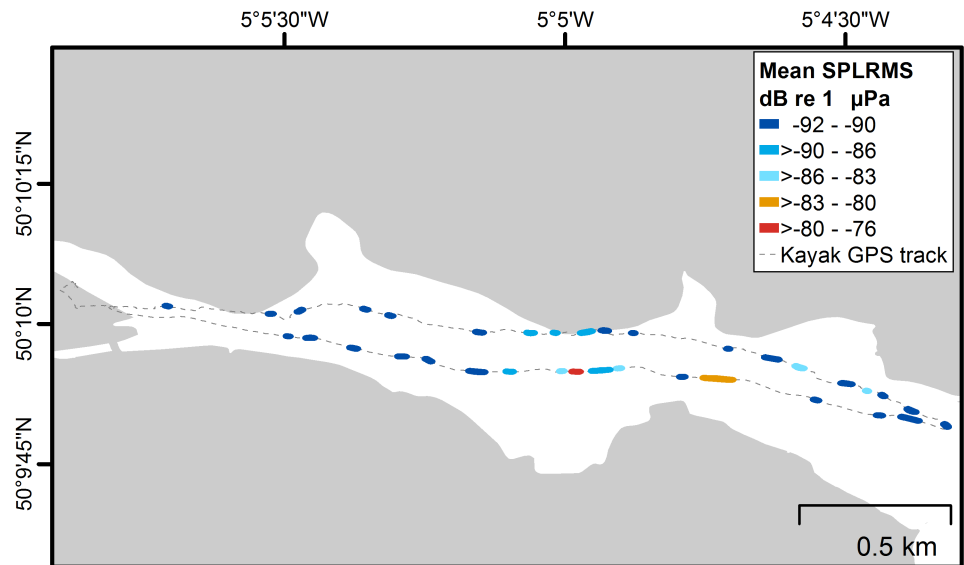 5°5'30"W 5°5'W 5°4'30"W
Mean SPLRMS
dB re 1 µPa
-92 - -90
>-90 - -86
>-86 - -83
>-83 - -80
>-80 - -76
Kayak GPS track
50°10'15"N
50°10'N
50°9'45"N
0.5 km